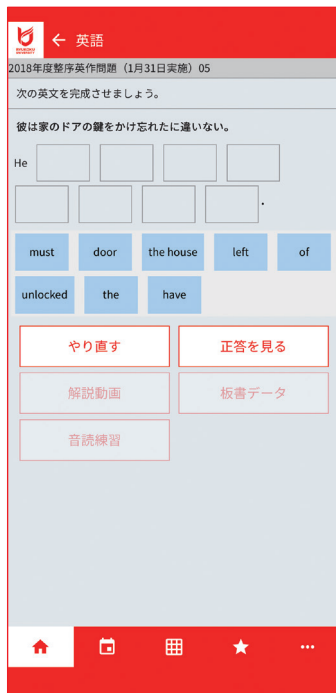 英語
2018年度整序英作問題（1月31日実施）05
次の英文を完成させましょう。
彼は家のドアの鍵をかけ忘れたに違いない。
He
.
must door the house left of
unlocked the have
やり直す 正答を見る
解説動画 板書データ
音読練習